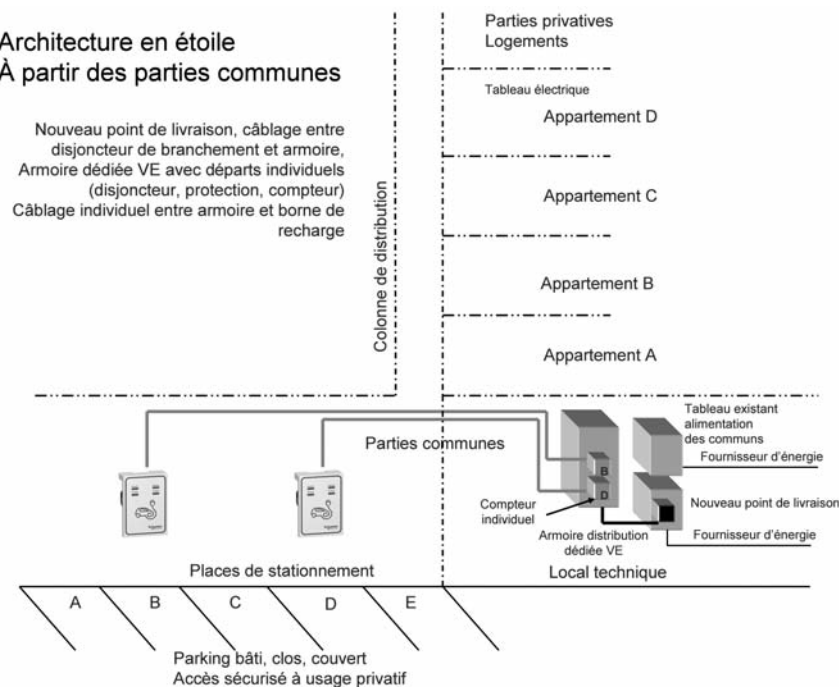 Architecture en étoile
À partir des parties communes
Nouveau point de livraison, câblage entre
disjoncteur de branchement et armoire,
Armoire dédiée VE avec départs individuels
(disjoncteur, protection, compteur)
Câblage individuel entre armoire et borne de
recharge
Colonne de distribution
Parties privatives
Logements
Tableau électrique
Appartement D
Appartement C
Appartement B
Appartement A
Parties communes
Tableau existant
alimentation
des communs
Fournisseur d'énergie
B
D
Compteur
individuel
Nouveau point de livraison
Armoire distribution
dédiée VE
Fournisseur d'énergie
Places de stationnement
Local technique
A B C D E
Parking bâti, clos, couvert
Accès sécurisé à usage privatif